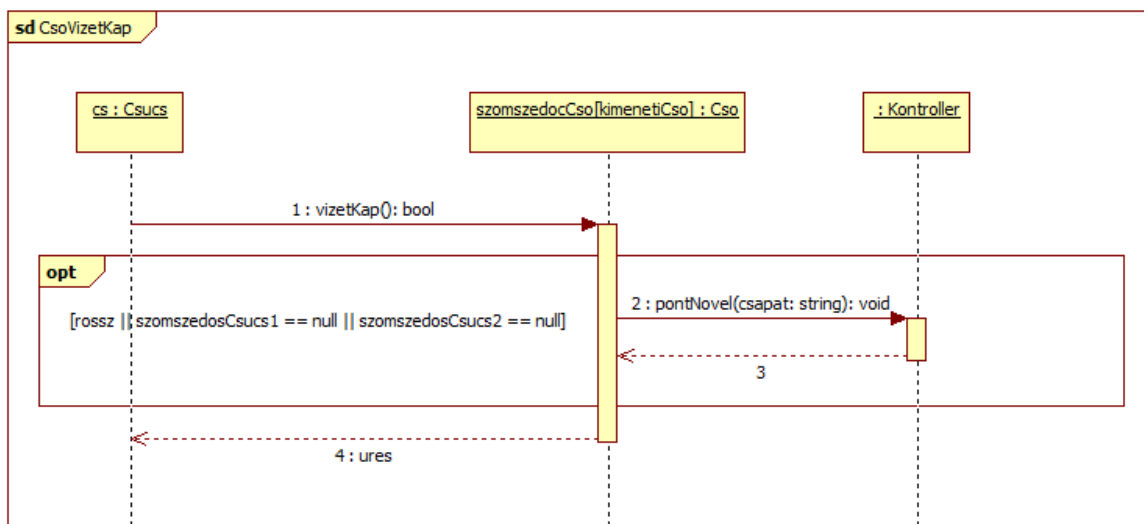 sd CsoVizetKap
cs : Csucs
szomszedocCso[kimenetiCso] : Cso
: Kontroller
1 : vizetKap(): bool
opt
2 : pontNovel(csapat: string): void
[rossz || szomszedosCsucs1 == null || szomszedosCsucs2 == null]
3
4 : ures